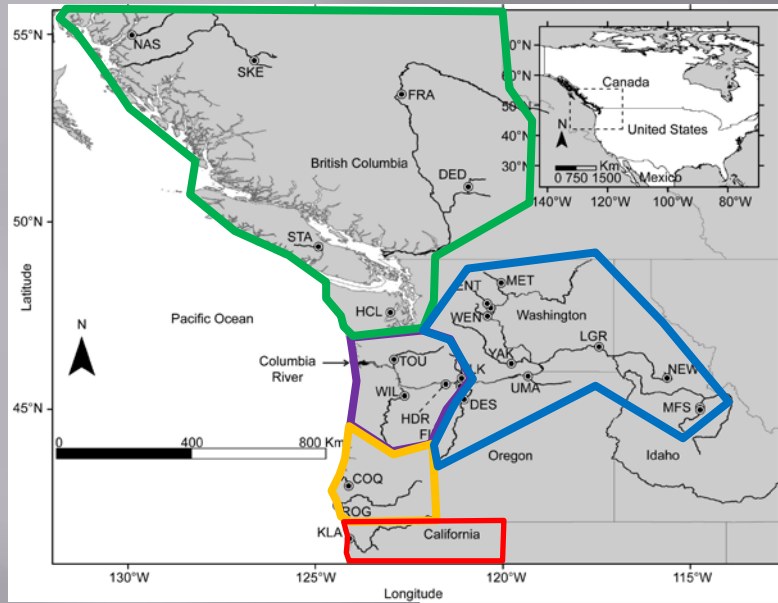 55°N
50°N
45°N
Latitude
NAS
SKE
FRA
British Columbia
DED
STA
HCL
Pacific Ocean
N
Columbia
River
0 400 800 Km
TOU
WIL
HDR
LK
DES
FI
ENT
MET
WEN
Washington
YAK
UMA
LGR
NEW
MFS
Oregon
Idaho
COQ
ROG
KLA
California
130°W 125°W 120°W 115°W
Longitude
60°N
50°N
40°N
30°N
Canada
United States
Mexico
N
Km
0 750 1500
140°W 120°W 100°W 80°W